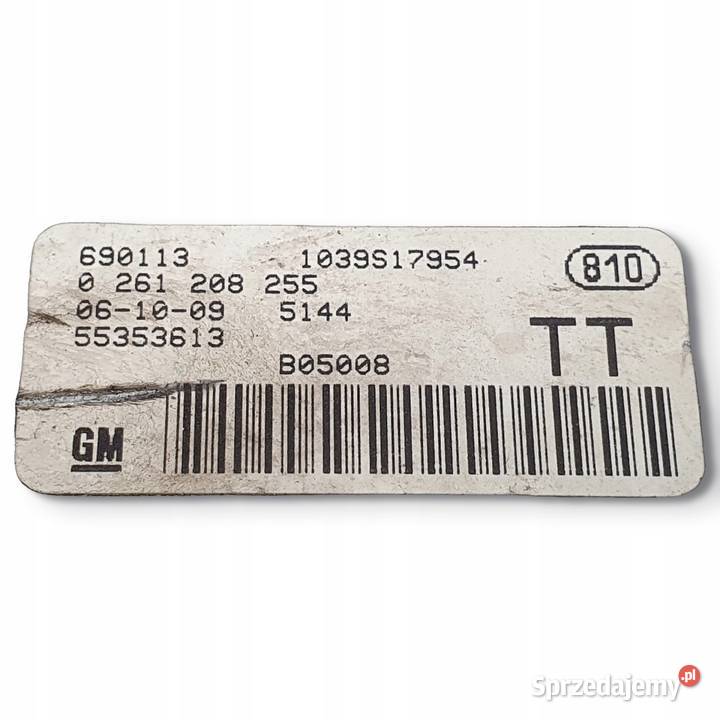 690113 1039S17954 810
0 261 208 255
06-10-09 5144 TT
55353613
B05008
GM
Sprzedajemy.pl